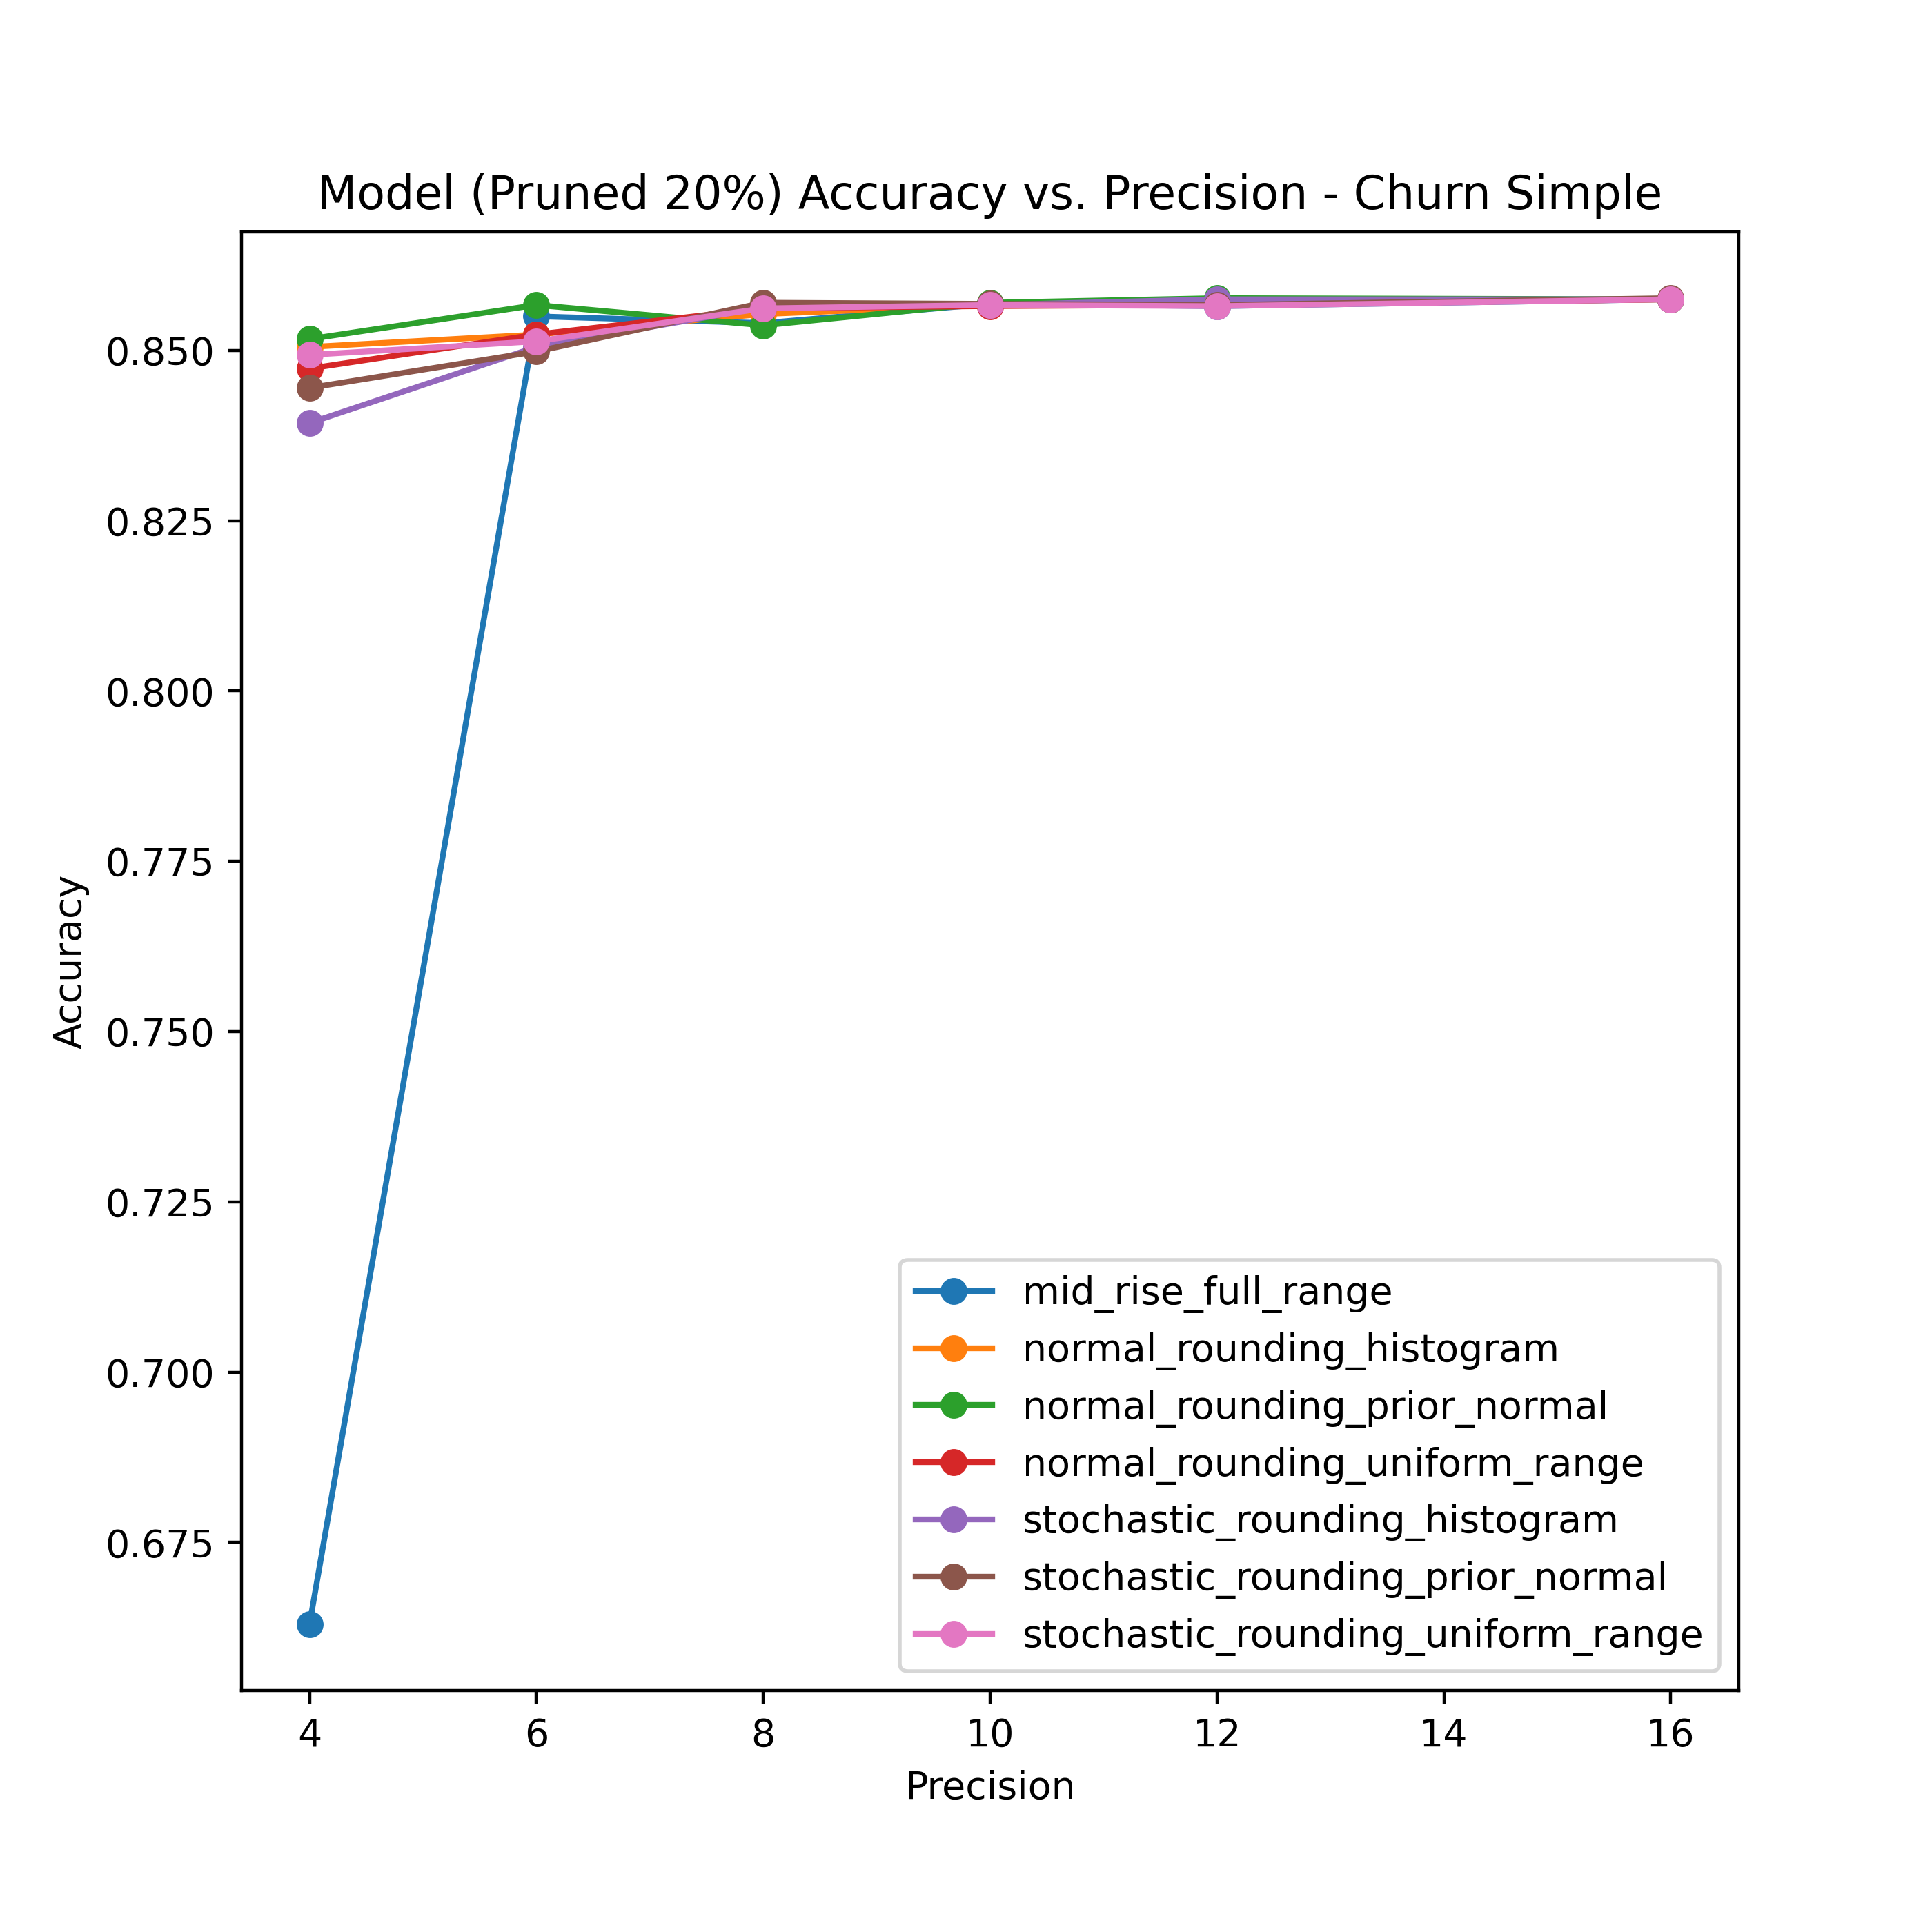 Model (Pruned 20%) Accuracy vs. Precision - Churn Simple
Accuracy
0.850
0.825
0.800
0.775
0.750
0.725
0.700
0.675
mid_rise_full_range
normal_rounding_histogram
normal_rounding_prior_normal
normal_rounding_uniform_range
stochastic_rounding_histogram
stochastic_rounding_prior_normal
stochastic_rounding_uniform_range
4 6 8 10 12 14 16
Precision